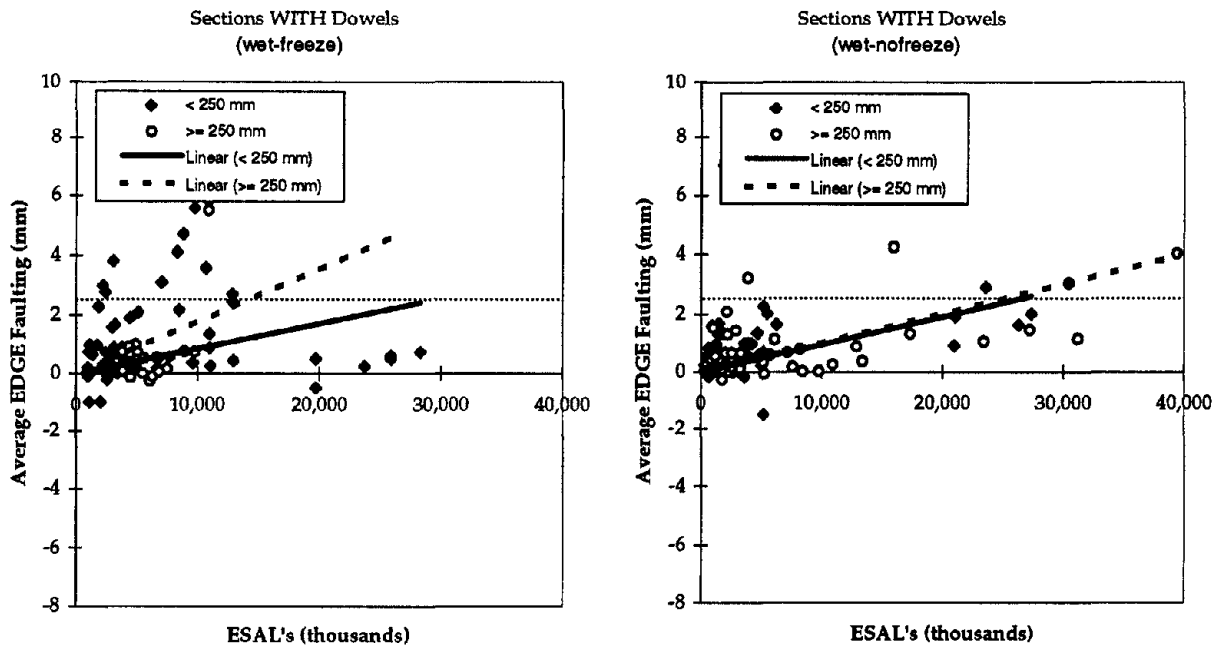 Sections WITH Dowels
(wet-freeze)
10
8
6
4
2
0
-2
-4
-6
-8
Average EDGE Faulting (mm)
< 250 mm
>= 250 mm
Linear (< 250 mm)
Linear (>= 250 mm)
0
10,000
20,000
30,000
40,000
ESAL's (thousands)
Sections WITH Dowels
(wet-nofreeze)
10
8
6
4
2
0
-2
-4
-6
-8
Average EDGE Faulting (mm)
< 250 mm
>= 250 mm
Linear (< 250 mm)
Linear (>= 250 mm)
0
10,000
20,000
30,000
40,000
ESAL's (thousands)